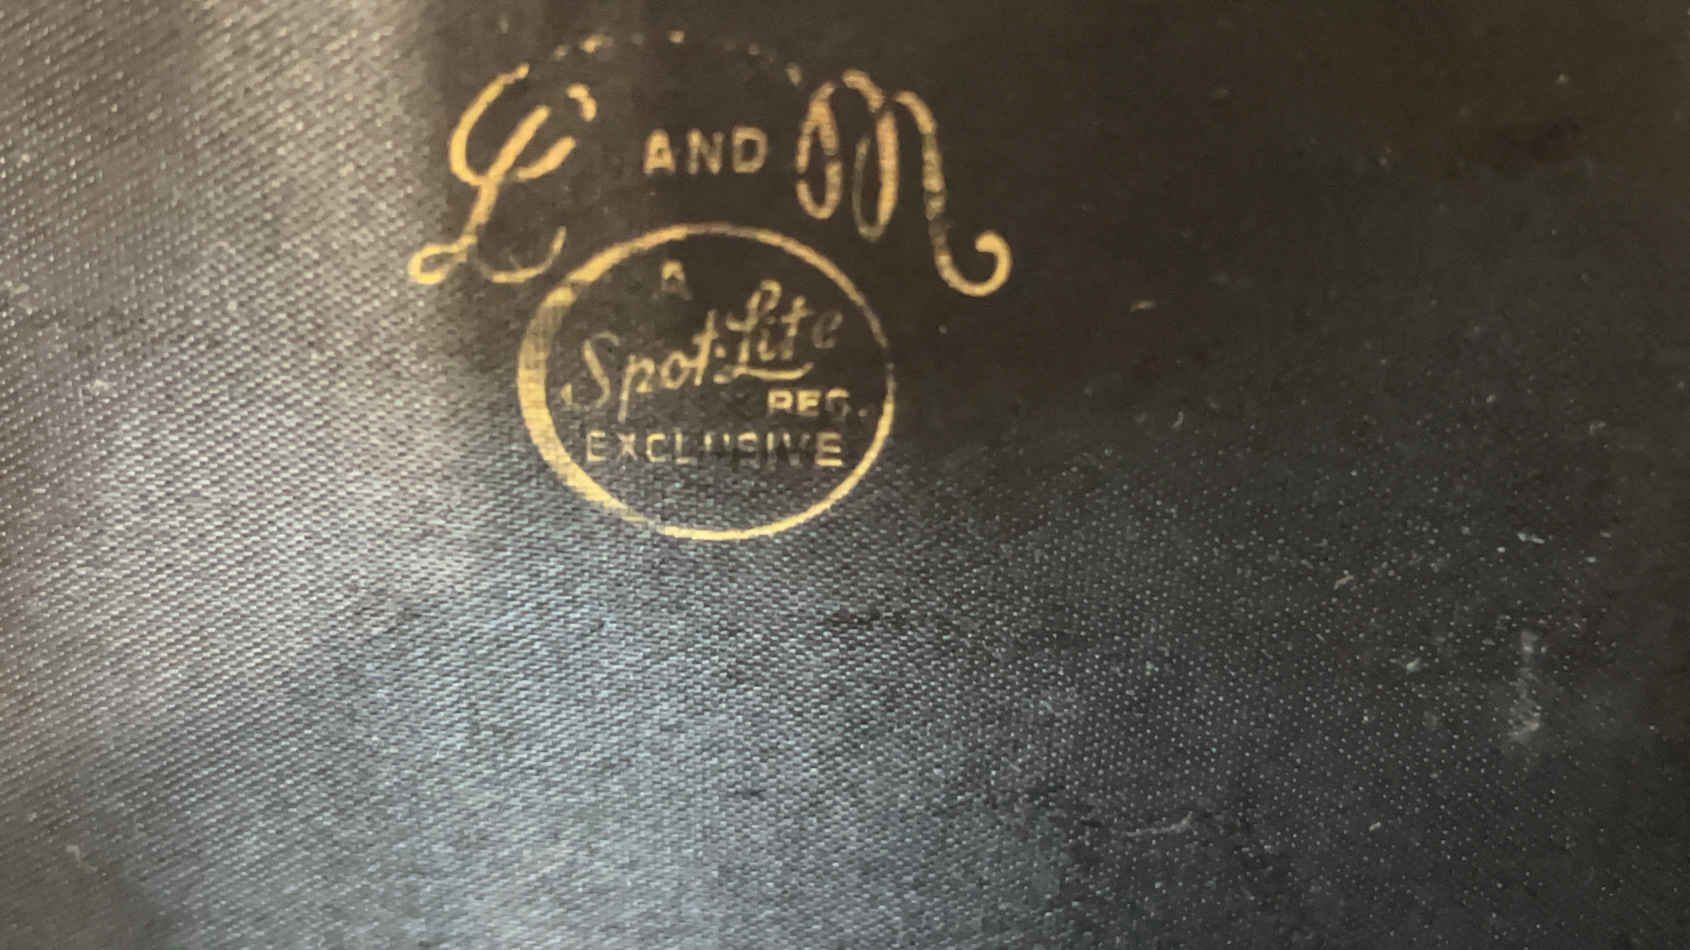 L AND M
A
Spot-Lite
REG.
EXCLUSIVE